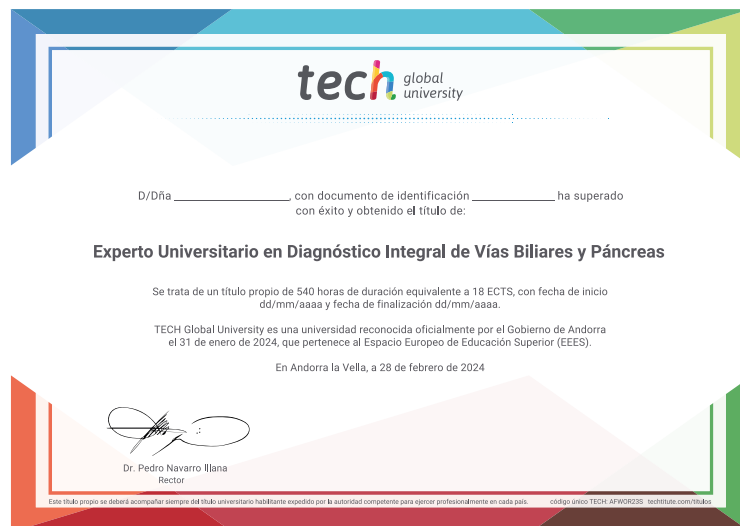 tech global university
D/Dña ____________________, con documento de identificación ______________ ha superado
con éxito y obtenido el título de:
Experto Universitario en Diagnóstico Integral de Vías Biliares y Páncreas
Se trata de un título propio de 540 horas de duración equivalente a 18 ECTS, con fecha de inicio
dd/mm/aaaa y fecha de finalización dd/mm/aaaa.
TECH Global University es una universidad reconocida oficialmente por el Gobierno de Andorra
el 31 de enero de 2024, que pertenece al Espacio Europeo de Educación Superior (EEES).
En Andorra la Vella, a 28 de febrero de 2024
Dr. Pedro Navarro Illana
Rector
Este título propio se deberá acompañar siempre del título universitario habilitante expedido por la autoridad competente para ejercer profesionalmente en cada país. código único TECH: AFWOR23S techtitute.com/titulos